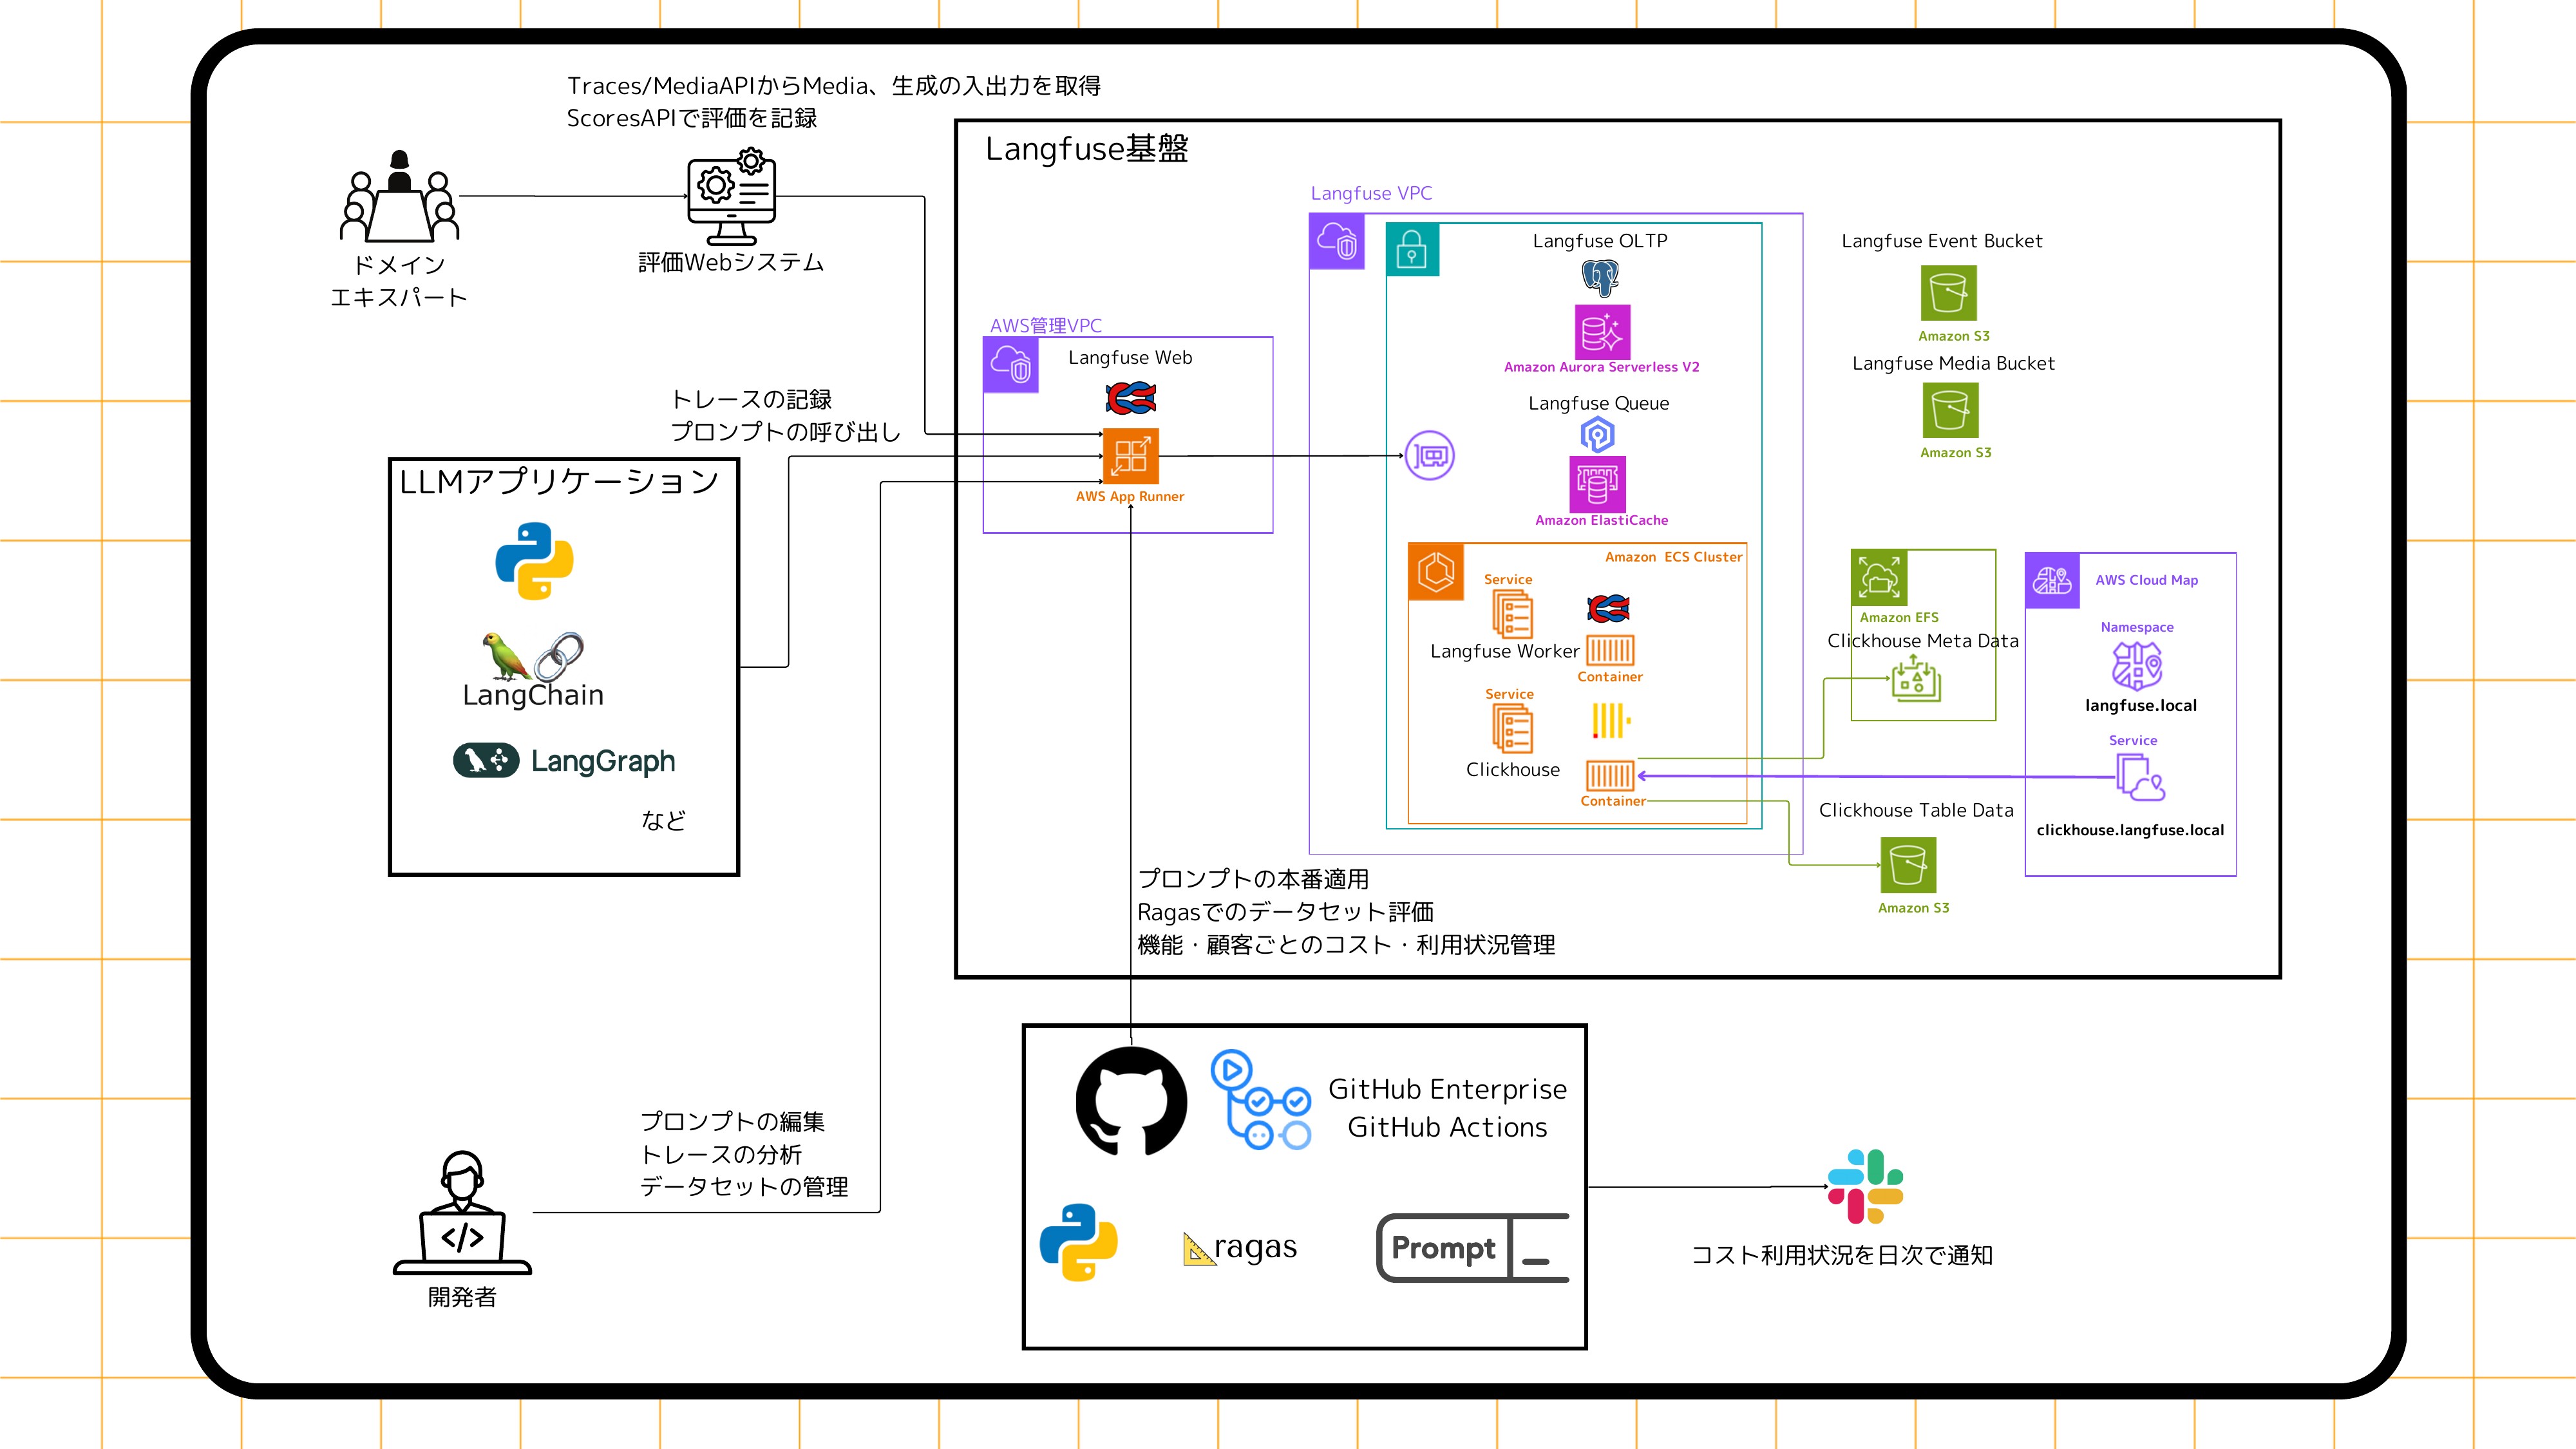 Traces/MediaAPIからMedia、生成の入出力を取得
ScoresAPIで評価を記録
ドメイン
エキスパート
評価Webシステム
トレースの記録
プロンプトの呼び出し
LLMアプリケーション
LangChain
LangGraph
など
プロンプトの編集
トレースの分析
データセットの管理
開発者
Langfuse基盤
AWS管理VPC
Langfuse Web
AWS App Runner
Langfuse VPC
Langfuse OLTP
Amazon Aurora Serverless V2
Langfuse Queue
Amazon ElastiCache
Amazon ECS Cluster
Service
Langfuse Worker
Container
Service
Clickhouse
Container
Langfuse Event Bucket
Amazon S3
Langfuse Media Bucket
Amazon S3
Amazon EFS
Clickhouse Meta Data
AWS Cloud Map
Namespace
langfuse.local
Service
clickhouse.langfuse.local
Clickhouse Table Data
Amazon S3
プロンプトの本番適用
Ragasでのデータセット評価
機能・顧客ごとのコスト・利用状況管理
GitHub Enterprise
GitHub Actions
ragas
Prompt
コスト利用状況を日次で通知